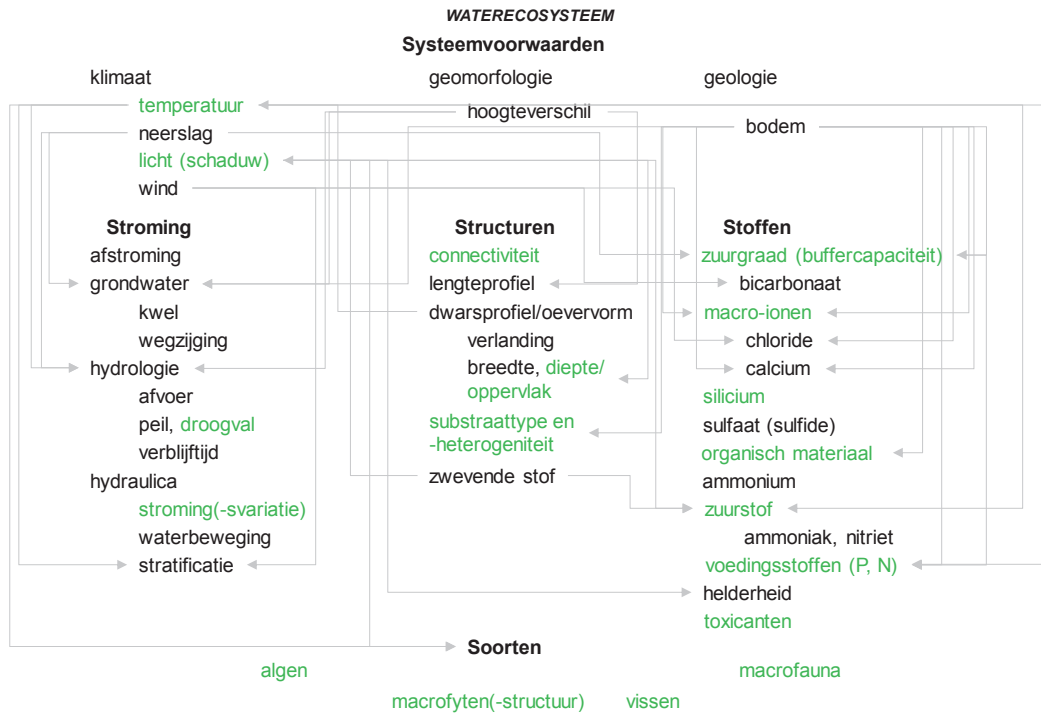 WATERECOSYSTEEM
Systeemvoorwaarden
klimaat
geomorfologie
geologie
temperatuur
hoogteverschil
neerslag
bodem
licht (schaduw)
wind
Stroming
afstroming
grondwater
kwel
wegzijging
hydrologie
afvoer
peil, droogval
verblijftijd
hydraulica
stroming(-svariatie)
waterbeweging
stratificatie
Structuren
connectiviteit
lengteprofiel
dwarsprofiel/oevervorm
verlanding
breedte, diepte/
oppervlak
substraattype en
-heterogeniteit
zwevende stof
Stoffen
zuurgraad (buffercapaciteit)
bicarbonaat
macro-ionen
chloride
calcium
silicium
sulfaat (sulfide)
organisch materiaal
ammonium
zuurstof
ammoniak, nitriet
voedingsstoffen (P, N)
helderheid
toxicanten
Soorten
algen
macrofauna
macrofyten(-structuur)
vissen